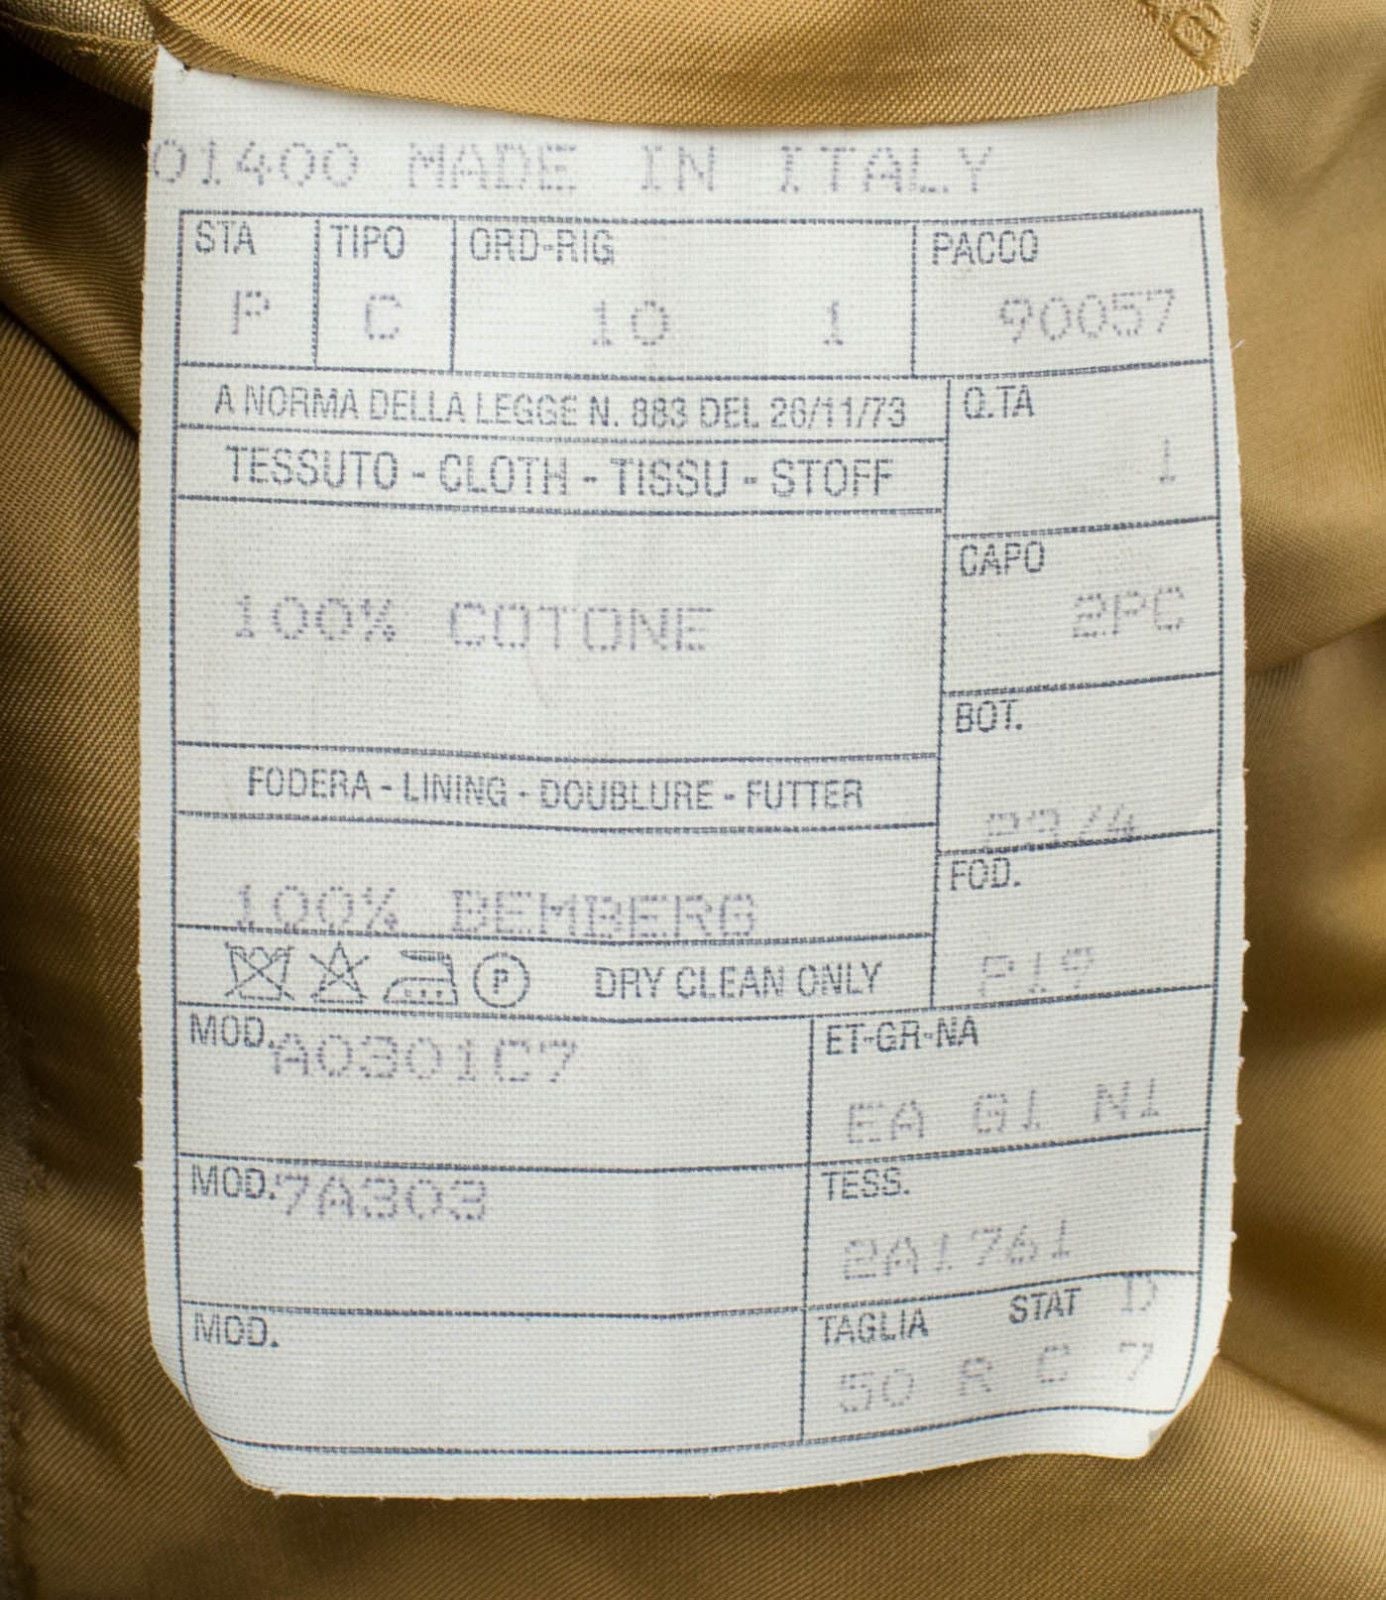 01400 MADE IN ITALY
STA TIPO ORD-RIG PACCO
P C 10 1 90057
A NORMA DELLA LEGGE N. 883 DEL 26/11/73
Q.TA
1
TESSUTO - CLOTH - TISSU - STOFF
100% COTONE
CAPO
2PC
BOT.
P3/4
FODERA - LINING - DOUBLURE - FUTTER
100% BEMBERG
FOD.
P19
P DRY CLEAN ONLY
MOD. A0301C7
ET-GR-NA
EA G1 N1
MOD. 7A303
TESS.
2A1761
MOD.
TAGLIA STAT D
50 R C 7